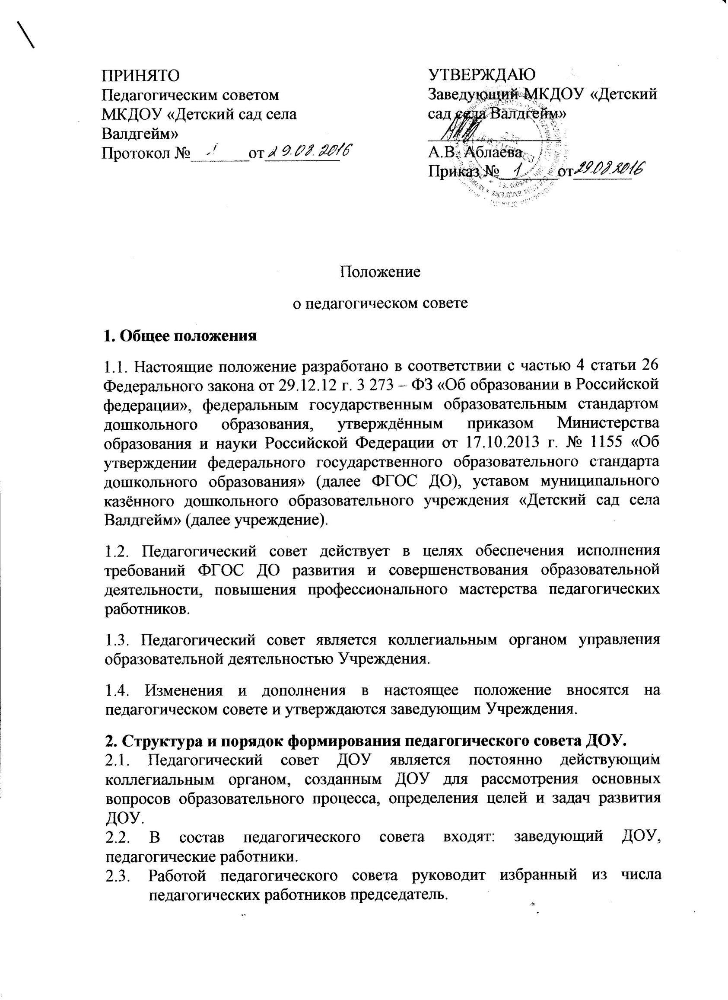 ПРИНЯТО
Педагогическим советом
МКДОУ «Детский сад села
Валдгейм»
Протокол № 1 от 29.08.2016
УТВЕРЖДАЮ
Заведующий МКДОУ «Детский
сад села Валдгейм»
А.В. Аблаева
Приказ № 1 от 29.08.2016
Положение
о педагогическом совете
1. Общее положения
1.1. Настоящие положение разработано в соответствии с частью 4 статьи 26
Федерального закона от 29.12.12 г. З 273 – ФЗ «Об образовании в Российской
федерации», федеральным государственным образовательным стандартом
дошкольного образования, утверждённым приказом Министерства
образования и науки Российской Федерации от 17.10.2013 г. № 1155 «Об
утверждении федерального государственного образовательного стандарта
дошкольного образования» (далее ФГОС ДО), уставом муниципального
казённого дошкольного образовательного учреждения «Детский сад села
Валдгейм» (далее учреждение).
1.2. Педагогический совет действует в целях обеспечения исполнения
требований ФГОС ДО развития и совершенствования образовательной
деятельности, повышения профессионального мастерства педагогических
работников.
1.3. Педагогический совет является коллегиальным органом управления
образовательной деятельностью Учреждения.
1.4. Изменения и дополнения в настоящее положение вносятся на
педагогическом совете и утверждаются заведующим Учреждения.
2. Структура и порядок формирования педагогического совета ДОУ.
2.1. Педагогический совет ДОУ является постоянно действующим
коллегиальным органом, созданным ДОУ для рассмотрения основных
вопросов образовательного процесса, определения целей и задач развития
ДОУ.
2.2. В состав педагогического совета входят: заведующий ДОУ,
педагогические работники.
2.3. Работой педагогического совета руководит избранный из числа
педагогических работников председатель.